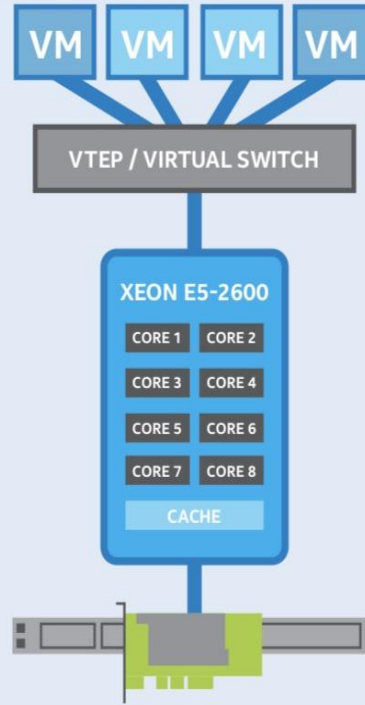 VM VM VM VM
VTEP / VIRTUAL SWITCH
XEON E5-2600
CORE 1 CORE 2
CORE 3 CORE 4
CORE 5 CORE 6
CORE 7 CORE 8
CACHE